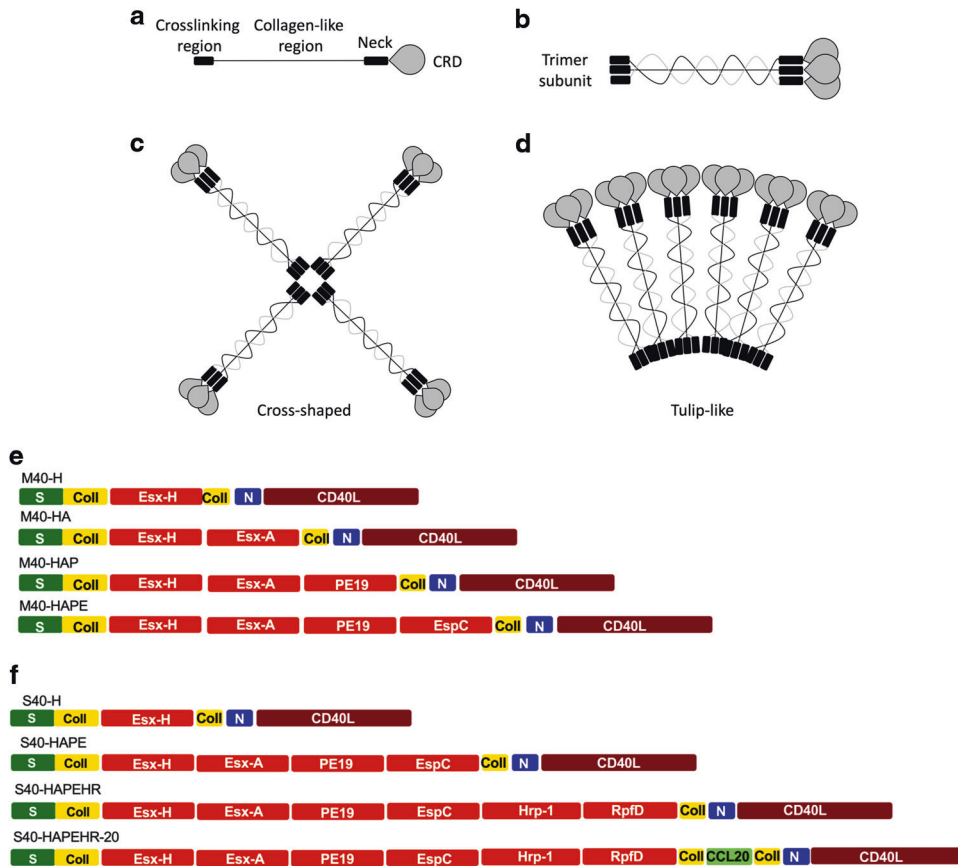 a
Crosslinking region
Collagen-like region
Neck
CRD
b
Trimer subunit
c
Cross-shaped
d
Tulip-like
e
M40-H
S Coll Esx-H Coll N CD40L
M40-HA
S Coll Esx-H Esx-A Coll N CD40L
M40-HAP
S Coll Esx-H Esx-A PE19 Coll N CD40L
M40-HAPE
S Coll Esx-H Esx-A PE19 EspC Coll N CD40L
f
S40-H
S Coll Esx-H Coll N CD40L
S40-HAPE
S Coll Esx-H Esx-A PE19 EspC Coll N CD40L
S40-HAPEHR
S Coll Esx-H Esx-A PE19 EspC Hrp-1 RpfD Coll N CD40L
S40-HAPEHR-20
S Coll Esx-H Esx-A PE19 EspC Hrp-1 RpfD Coll CCL20 Coll N CD40L